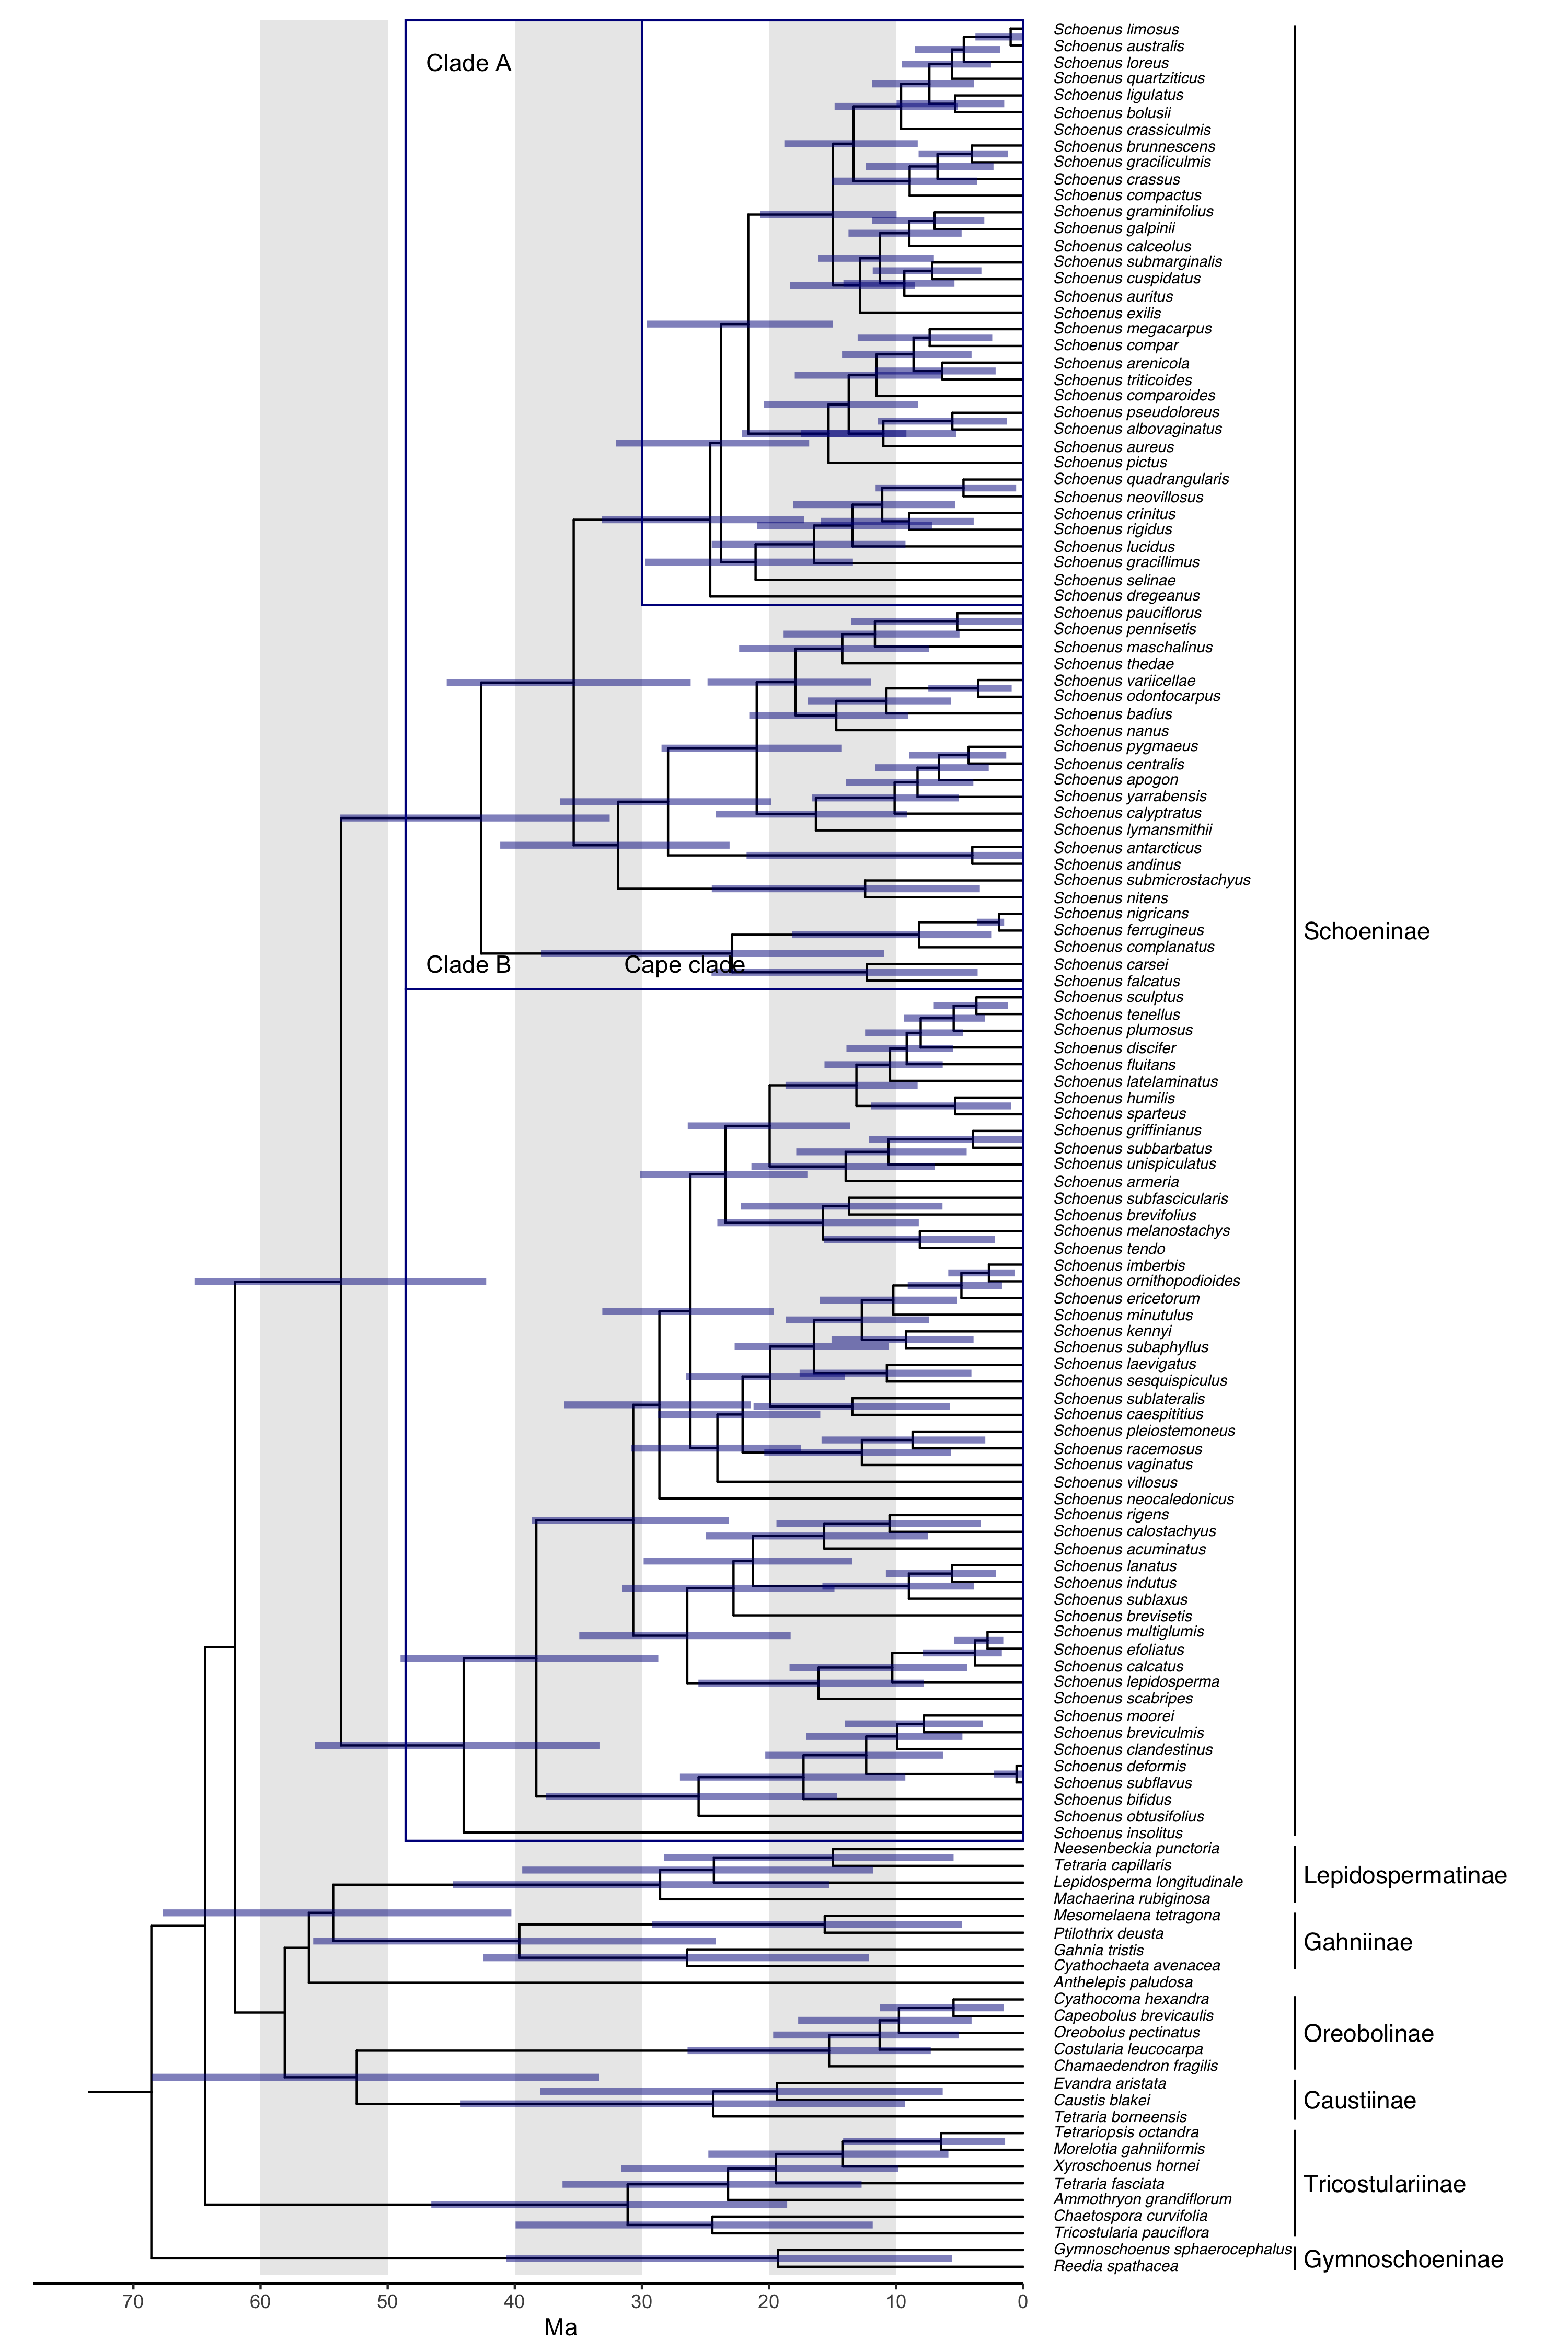 Clade A
Schoenus limosus
Schoenus australis
Schoenus loreus
Schoenus quartziticus
Schoenus ligulatus
Schoenus bolusii
Schoenus crassiculmis
Schoenus brunnescens
Schoenus graciliculmis
Schoenus crassus
Schoenus compactus
Schoenus graminifolius
Schoenus galpinii
Schoenus calceolus
Schoenus submarginalis
Schoenus cuspidatus
Schoenus auritus
Schoenus exilis
Schoenus megacarpus
Schoenus compar
Schoenus arenicola
Schoenus triticoides
Schoenus comparoides
Schoenus pseudoloreus
Schoenus albovaginatus
Schoenus aureus
Schoenus pictus
Schoenus quadrangularis
Schoenus neovillosus
Schoenus crinitus
Schoenus rigidus
Schoenus lucidus
Schoenus gracillimus
Schoenus selinae
Schoenus dregeanus
Schoenus pauciflorus
Schoenus pennisetis
Schoenus maschalinus
Schoenus thedae
Schoenus variicellae
Schoenus odontocarpus
Schoenus badius
Schoenus nanus
Schoenus pygmaeus
Schoenus centralis
Schoenus apogon
Schoenus yarrabensis
Schoenus calyptratus
Schoenus lymansmithii
Schoenus antarcticus
Schoenus andinus
Schoenus submicrostachyus
Schoenus nitens
Schoenus nigricans
Schoenus ferrugineus
Schoeninae
Schoenus complanatus
Clade B
Cape clade
Schoenus carsei
Schoenus falcatus
Schoenus sculptus
Schoenus tenellus
Schoenus plumosus
Schoenus discifer
Schoenus fluitans
Schoenus latelaminatus
Schoenus humilis
Schoenus sparteus
Schoenus griffinianus
Schoenus subbarbatus
Schoenus unispiculatus
Schoenus armeria
Schoenus subfascicularis
Schoenus brevifolius
Schoenus melanostachys
Schoenus tendo
Schoenus imberbis
Schoenus ornithopodioides
Schoenus ericetorum
Schoenus minutulus
Schoenus kennyi
Schoenus subaphyllus
Schoenus laevigatus
Schoenus sesquispiculus
Schoenus sublateralis
Schoenus caespititius
Schoenus pleiostemoneus
Schoenus racemosus
Schoenus vaginatus
Schoenus villosus
Schoenus neocaledonicus
Schoenus rigens
Schoenus calostachyus
Schoenus acuminatus
Schoenus lanatus
Schoenus indutus
Schoenus sublaxus
Schoenus brevisetis
Schoenus multiglumis
Schoenus efoliatus
Schoenus calcatus
Schoenus lepidosperma
Schoenus scabripes
Schoenus moorei
Schoenus breviculmis
Schoenus clandestinus
Schoenus deformis
Schoenus subflavus
Schoenus bifidus
Schoenus obtusifolius
Schoenus insolitus
Neesenbeckia punctoria
Tetraria capillaris
Lepidospermatinae
Lepidosperma longitudinale
Machaerina rubiginosa
Mesomelaena tetragona
Ptilothrix deusta
Gahniinae
Gahnia tristis
Cyathochaeta avenacea
Anthelepis paludosa
Cyathocoma hexandra
Capeobolus brevicaulis
Oreobolus pectinatus
Oreobolinae
Costularia leucocarpa
Chamaedendron fragilis
Evandra aristata
Caustis blakei
Caustiinae
Tetraria borneensis
Tetrariopsis octandra
Morelotia gahniiformis
Xyroschoenus hornei
Tetraria fasciata
Tricostulariinae
Ammothryon grandiflorum
Chaetospora curvifolia
Tricostularia pauciflora
Gymnoschoenus sphaerocephalus
Gymnoschoeninae
Reedia spathacea
70 60 50 40 30 20 10 0
Ma